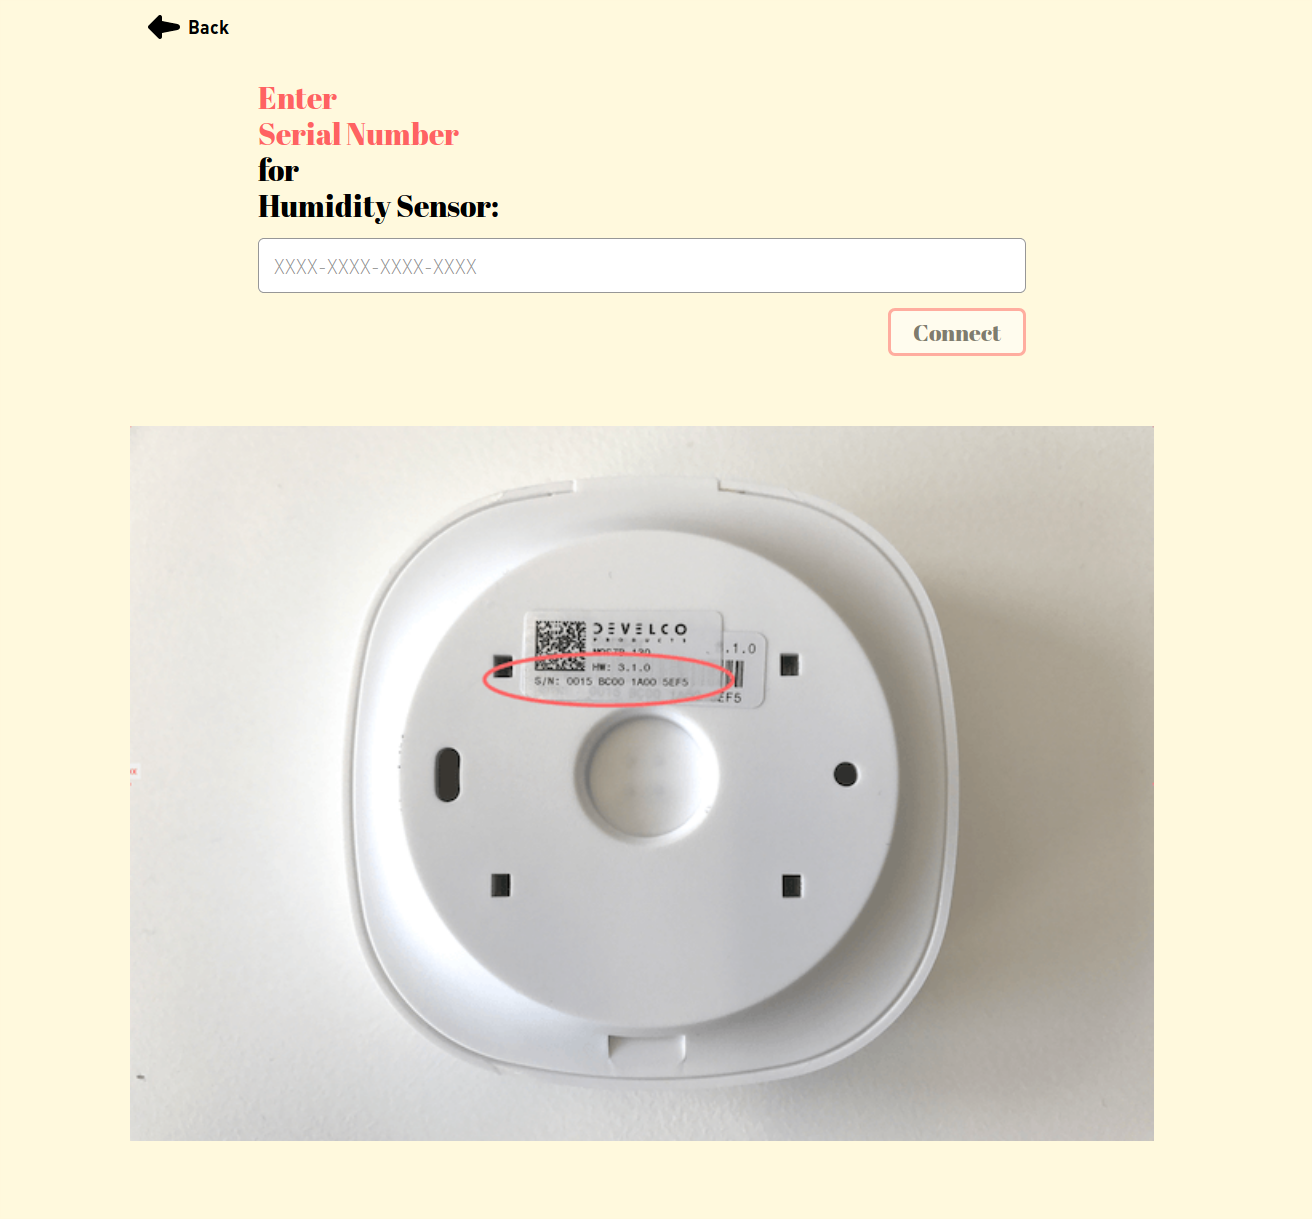 Back
Enter
Serial Number
for
Humidity Sensor:
XXXX-XXXX-XXXX-XXXX
Connect
DEVELCO
PRODUCTS
.1.0
HW: 3.1.0
S/N: 0015 BC00 1A00 5EF5
EF5